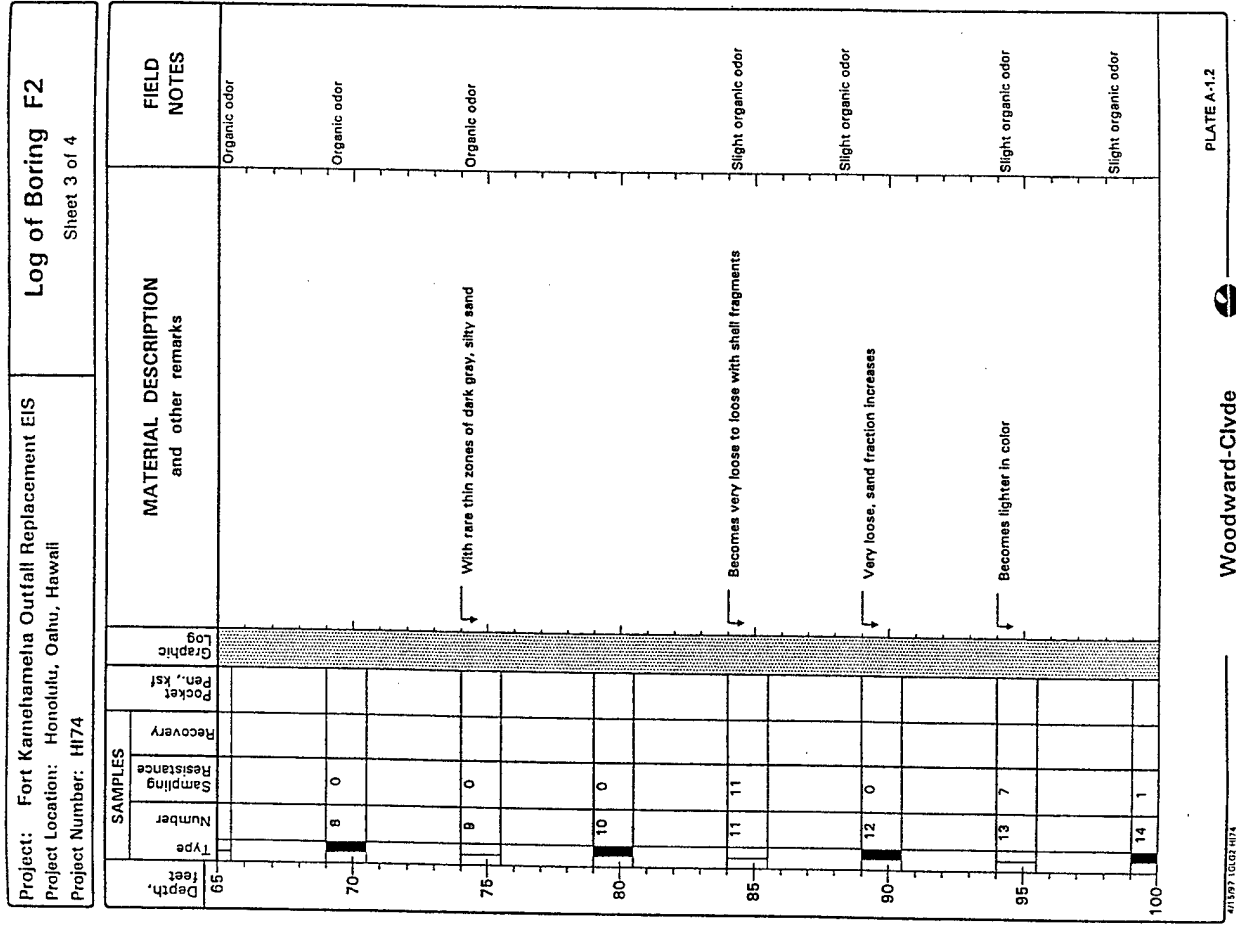 Project: Fort Kamehameha Outfall Replacement EIS
Project Location: Honolulu, Oahu, Hawaii
Project Number: HI74
Log of Boring F2
Sheet 3 of 4
Depth, feet
SAMPLES
Type
Number
Sampling Resistance
Recovery
Pocket Pen., ksf
Graphic Log
MATERIAL DESCRIPTION
and other remarks
FIELD NOTES
65
Organic odor
8 0
Organic odor
70
9 0
With rare thin zones of dark gray, silty sand
Organic odor
75
10 0
80
11 11
Becomes very loose to loose with shell fragments
Slight organic odor
85
Slight organic odor
12 0
Very loose, sand fraction increases
90
13 7
Becomes lighter in color
Slight organic odor
95
Slight organic odor
14 1
100
4/15/97 1GLG2 HI74
Woodward-Clyde
PLATE A-1.2